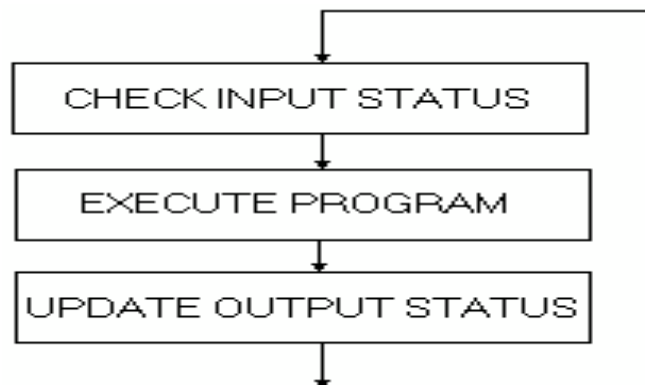 CHECK INPUT STATUS
EXECUTE PROGRAM
UPDATE OUTPUT STATUS